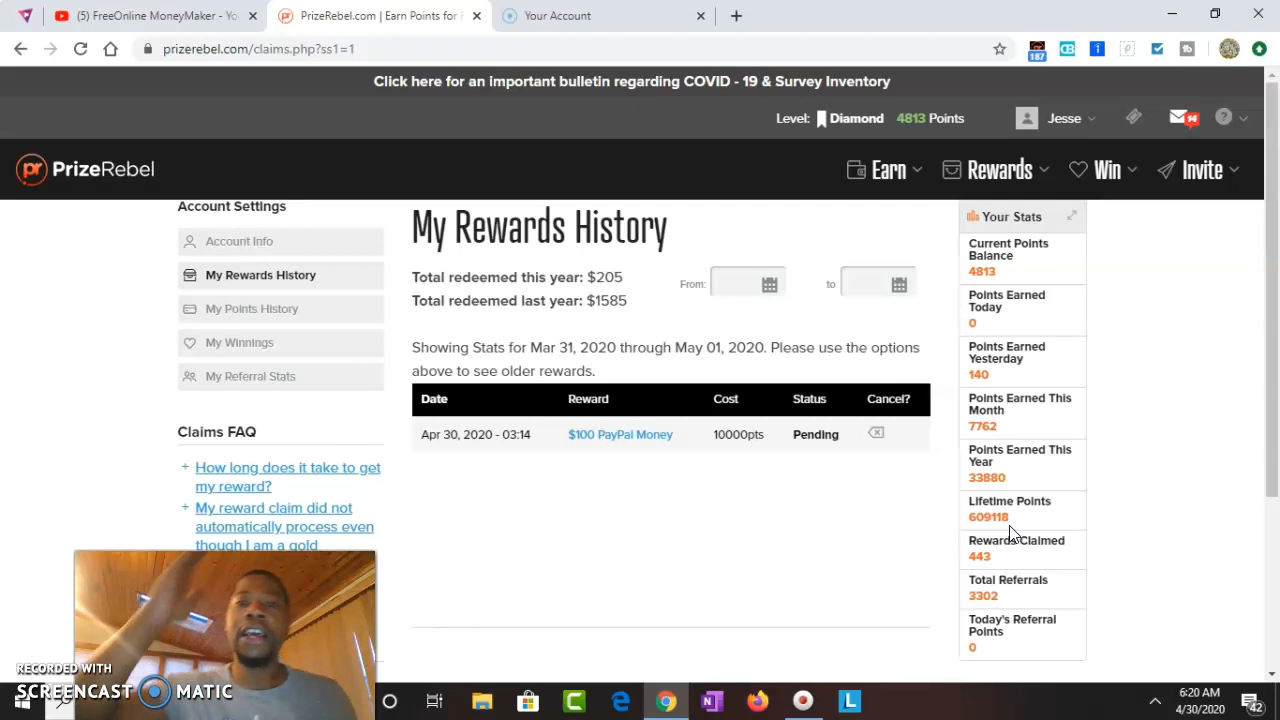 (5) FreeOnline MoneyMaker - Yo
PrizeRebel.com | Earn Points for F
Your Account
prizerebel.com/claims.php?ss1=1
187
Click here for an important bulletin regarding COVID - 19 & Survey Inventory
Level: Diamond 4813 Points
Jesse
14
?
pr PrizeRebel
Earn
Rewards
Win
Invite
Account Settings
Account Info
My Rewards History
My Points History
My Winnings
My Referral Stats
Claims FAQ
+ How long does it take to get
my reward?
+ My reward claim did not
automatically process even
though I am a gold
My Rewards History
Total redeemed this year: $205
Total redeemed last year: $1585
From:
to
Showing Stats for Mar 31, 2020 through May 01, 2020. Please use the options
above to see older rewards.
Date Reward Cost Status Cancel?
Apr 30, 2020 - 03:14 $100 PayPal Money 10000pts Pending
Your Stats
Current Points
Balance
4813
Points Earned
Today
0
Points Earned
Yesterday
140
Points Earned This
Month
7762
Points Earned This
Year
33880
Lifetime Points
609118
Rewards Claimed
443
Total Referrals
3302
Today's Referral
Points
0
RECORDED WITH
SCREENCAST MATIC
6:20 AM
4/30/2020
42